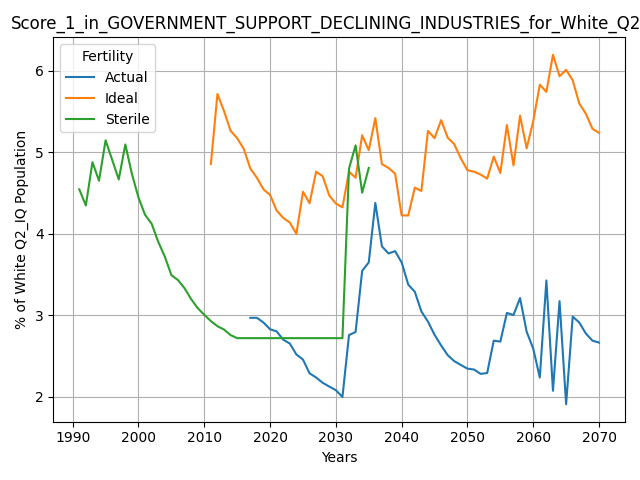 Score_1_in_GOVERNMENT_SUPPORT_DECLINING_INDUSTRIES_for_White_Q2
Fertility
Actual
Ideal
Sterile
% of White Q2_IQ Population
6
5
4
3
2
1990 2000 2010 2020 2030 2040 2050 2060 2070
Years